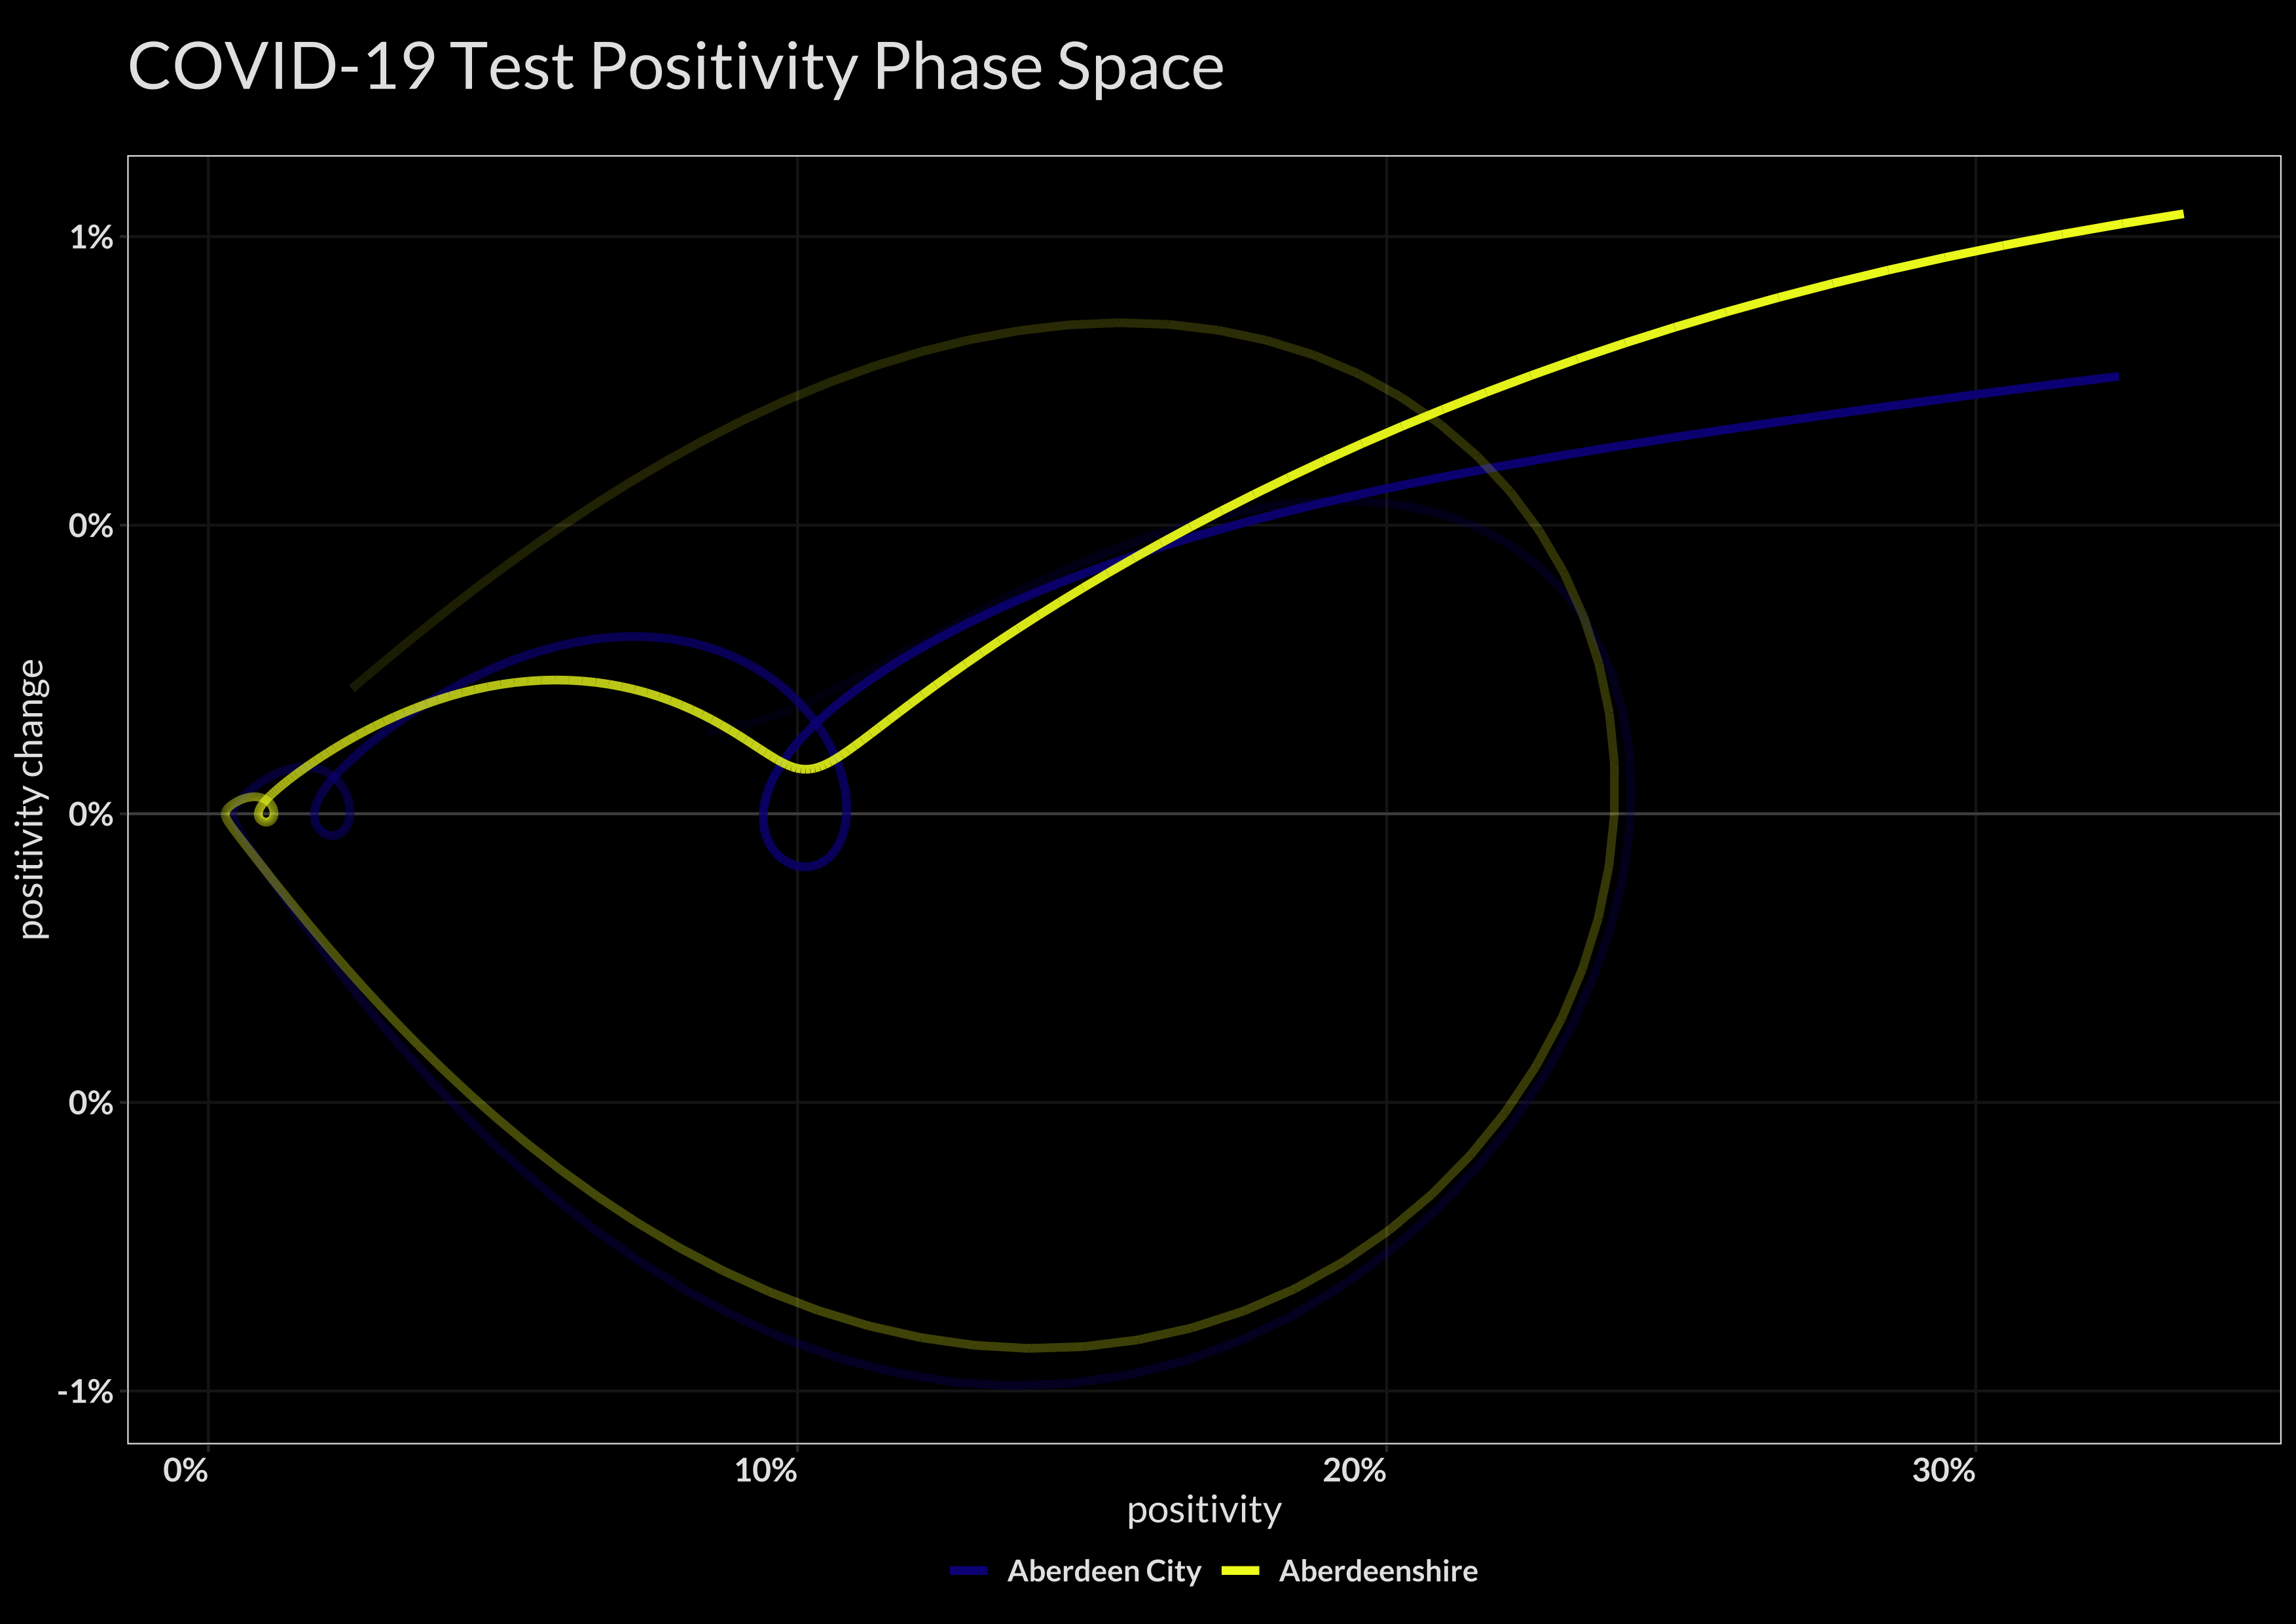 COVID-19 Test Positivity Phase Space
positivity change
1%
0%
0%
0%
-1%
0% 10% 20% 30%
positivity
Aberdeen City Aberdeenshire